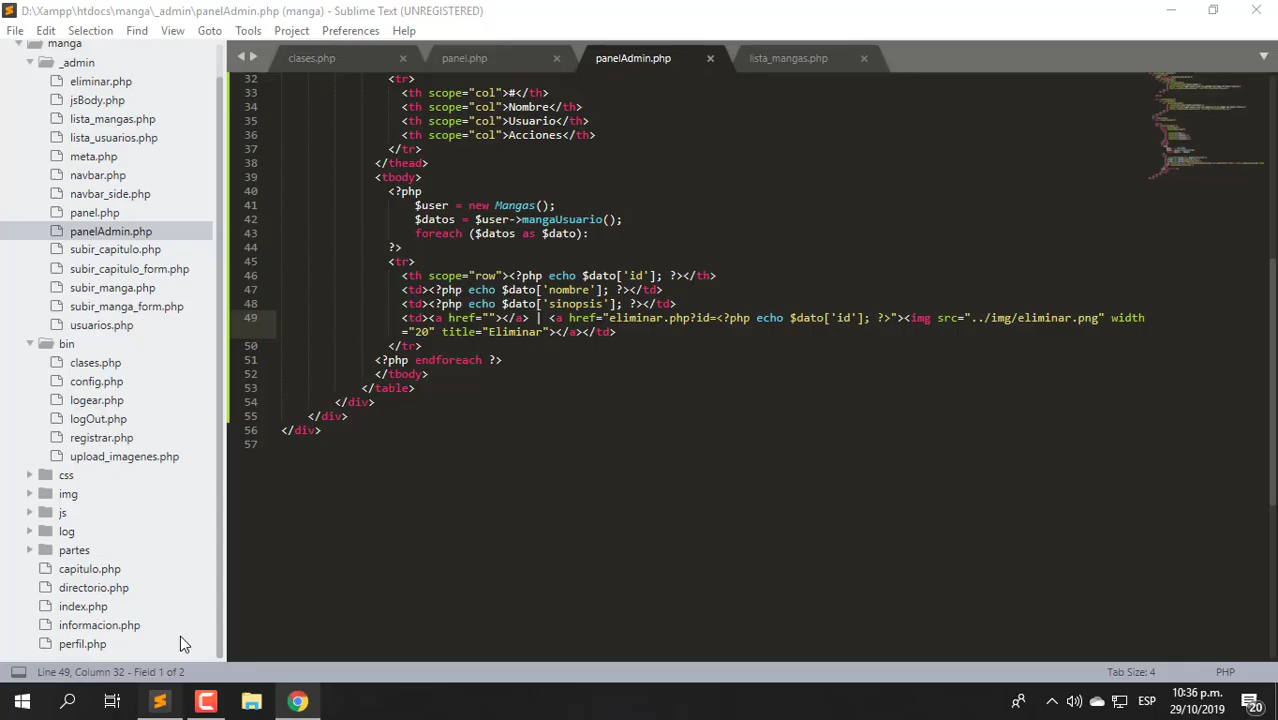 D:\Xampp\htdocs\manga\_admin\panelAdmin.php (manga) - Sublime Text (UNREGISTERED)
File Edit Selection Find View Goto Tools Project Preferences Help
clases.php panel.php panelAdmin.php lista_mangas.php
manga
_admin
eliminar.php
jsBody.php
lista_mangas.php
lista_usuarios.php
meta.php
navbar.php
navbar_side.php
panel.php
panelAdmin.php
subir_capitulo.php
subir_capitulo_form.php
subir_manga.php
subir_manga_form.php
usuarios.php
bin
clases.php
config.php
logear.php
logOut.php
registrar.php
upload_imagenes.php
css
img
js
log
partes
capitulo.php
directorio.php
index.php
informacion.php
perfil.php
32 <tr>
33 <th scope="col">#</th>
34 <th scope="col">Nombre</th>
35 <th scope="col">Usuario</th>
36 <th scope="col">Acciones</th>
37 </tr>
38 </thead>
39 <tbody>
40 <?php
41 $user = new Mangas();
42 $datos = $user->mangaUsuario();
43 foreach ($datos as $dato):
44 ?>
45 <tr>
46 <th scope="row"><?php echo $dato['id']; ?></th>
47 <td><?php echo $dato['nombre']; ?></td>
48 <td><?php echo $dato['sinopsis']; ?></td>
49 <td><a href=""></a> | <a href="eliminar.php?id=<?php echo $dato['id']; ?>"><img src="../img/eliminar.png" width
="20" title="Eliminar"></a></td>
50 </tr>
51 <?php endforeach ?>
52 </tbody>
53 </table>
54 </div>
55 </div>
56 </div>
57
Line 49, Column 32 - Field 1 of 2 Tab Size: 4 PHP
ESP 10:36 p.m.
29/10/2019 20